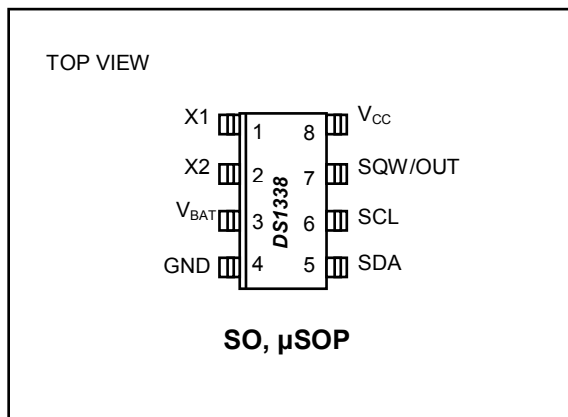 TOP VIEW
X1 1 8 VCC
X2 2 7 SQW/OUT
VBAT 3 6 SCL
GND 4 5 SDA
DS1338
SO, µSOP